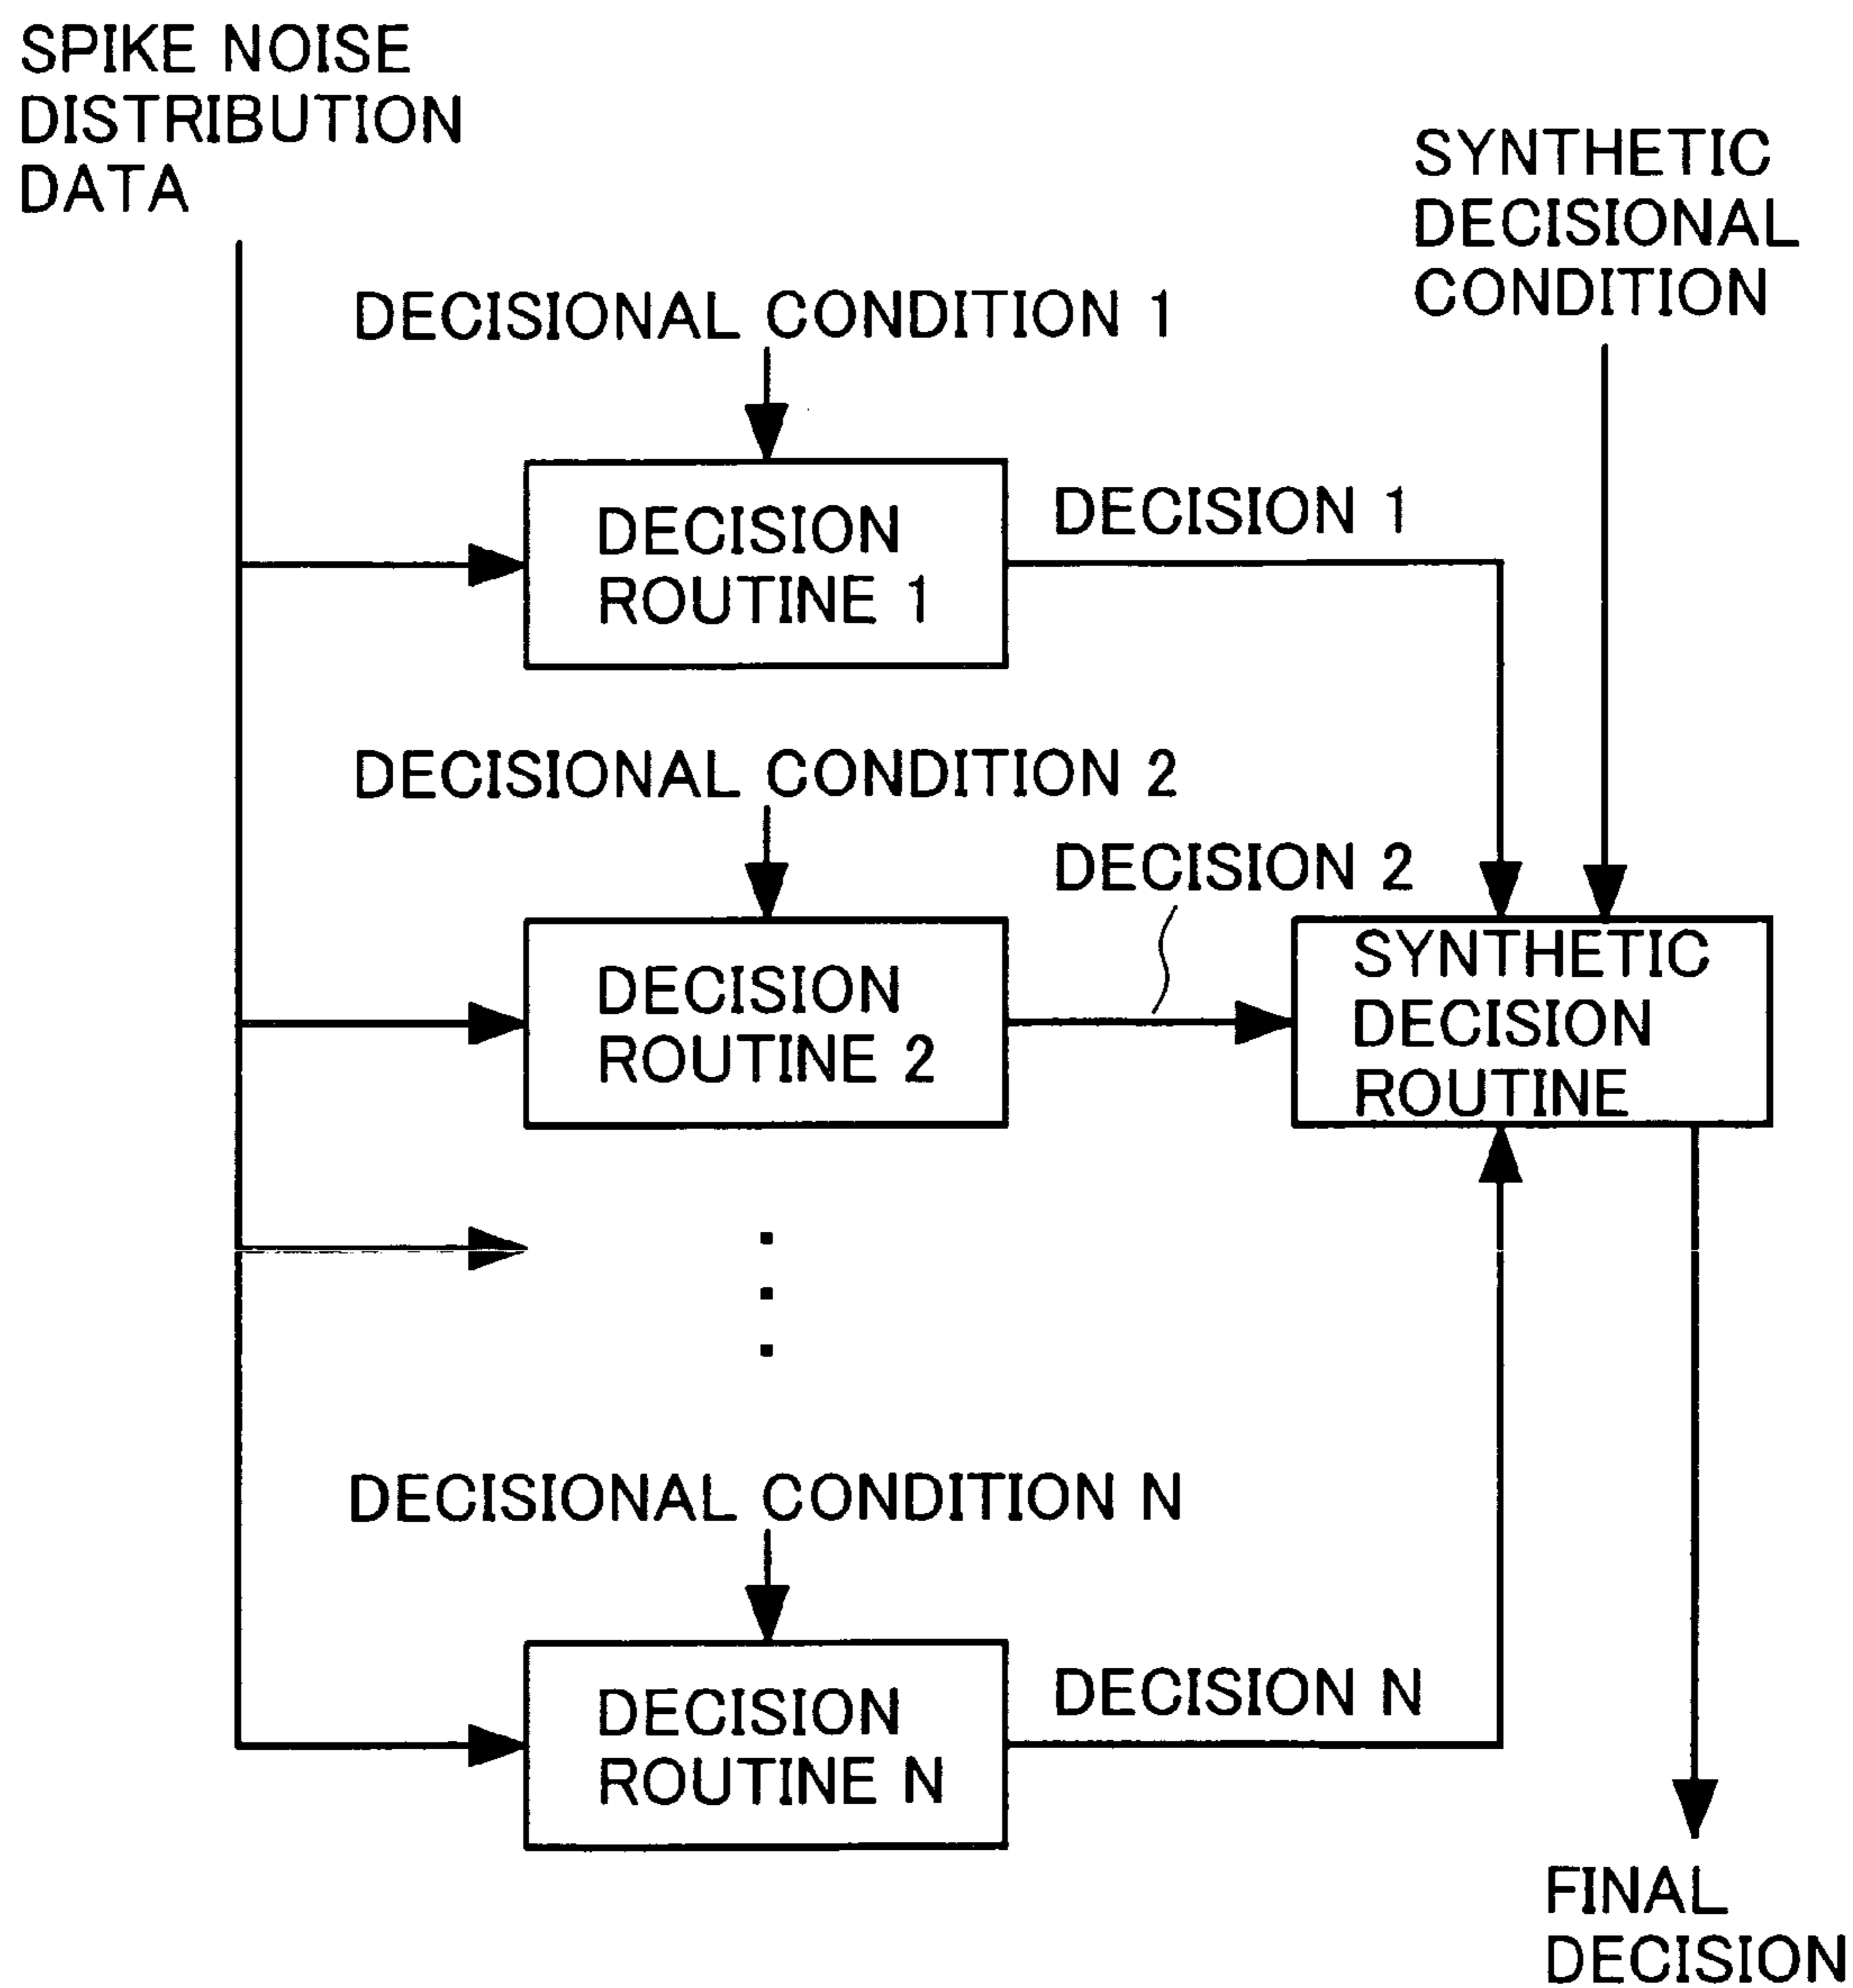 SPIKE NOISE
DISTRIBUTION
DATA
SYNTHETIC
DECISIONAL
CONDITION
DECISIONAL CONDITION 1
DECISION
ROUTINE 1
DECISION 1
DECISIONAL CONDITION 2
DECISION 2
DECISION
ROUTINE 2
SYNTHETIC
DECISION
ROUTINE
DECISIONAL CONDITION N
DECISION
ROUTINE N
DECISION N
FINAL
DECISION